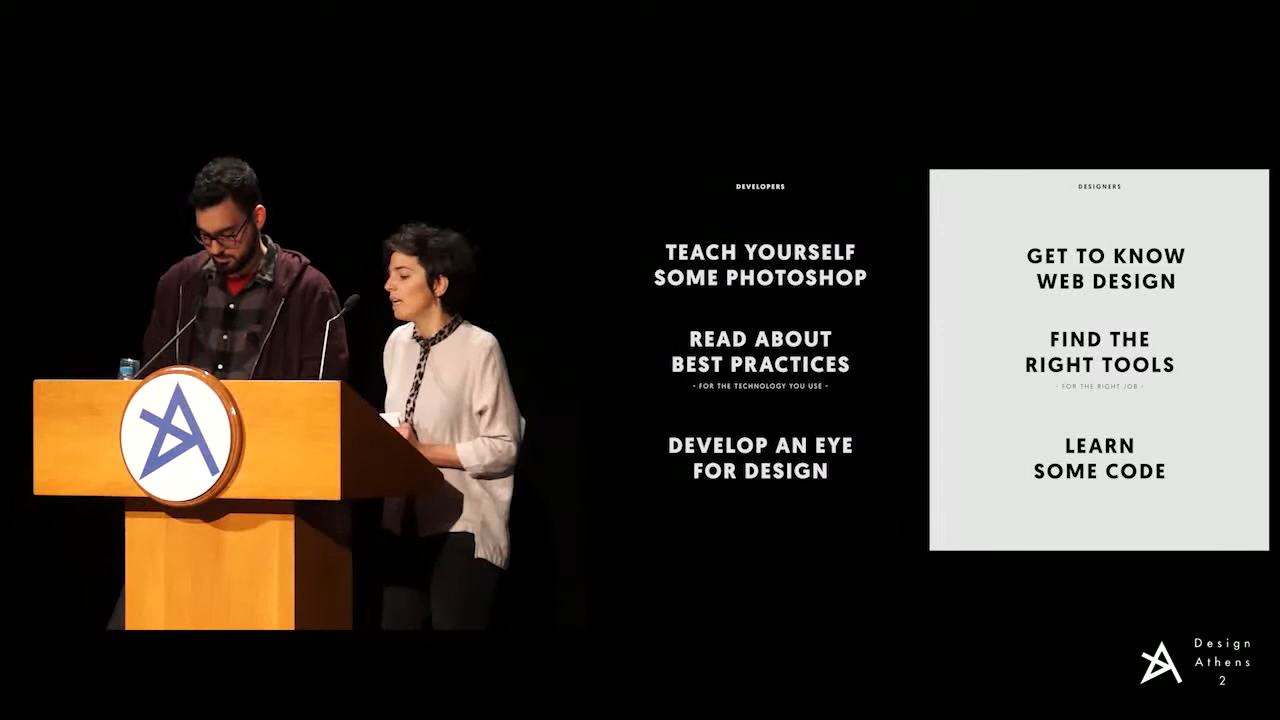 DEVELOPERS
TEACH YOURSELF
SOME PHOTOSHOP
READ ABOUT
BEST PRACTICES
- FOR THE TECHNOLOGY YOU USE -
DEVELOP AN EYE
FOR DESIGN
DESIGNERS
GET TO KNOW
WEB DESIGN
FIND THE
RIGHT TOOLS
- FOR THE RIGHT JOB -
LEARN
SOME CODE
Design
Athens
2